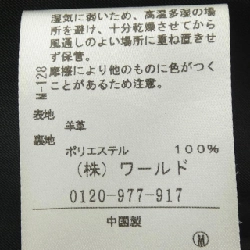 湿気に弱いため、高温多湿の場
所を避け、十分乾燥させてから
風通しのよい場所に重ね置きせ
ず保管。
摩擦により他のものに色がつく
ことがあるため注意。
M-128
表地
羊革
裏地
ポリエステル 100%
(株)ワールド
0120-977-917
中国製
M